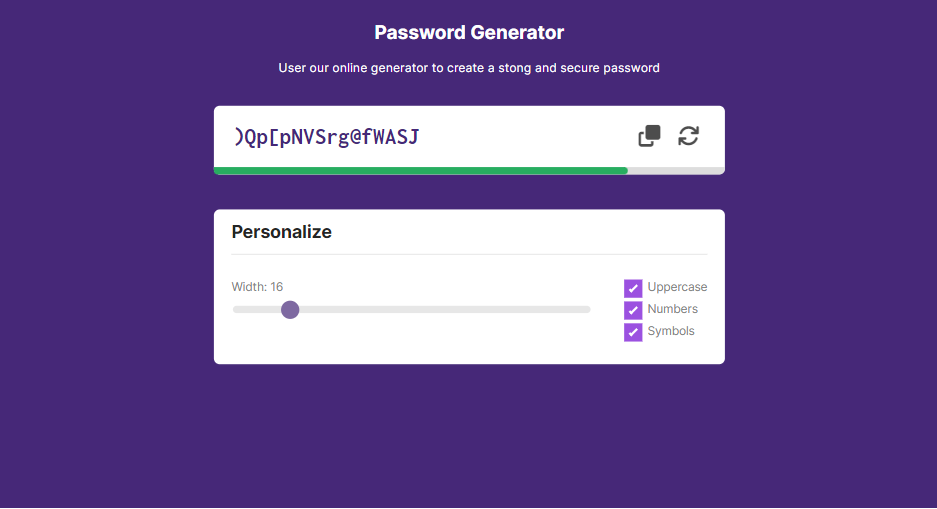 Password Generator
User our online generator to create a stong and secure password
)Qp[pNVSrg@fWASJ
Personalize
Width: 16
Uppercase
Numbers
Symbols